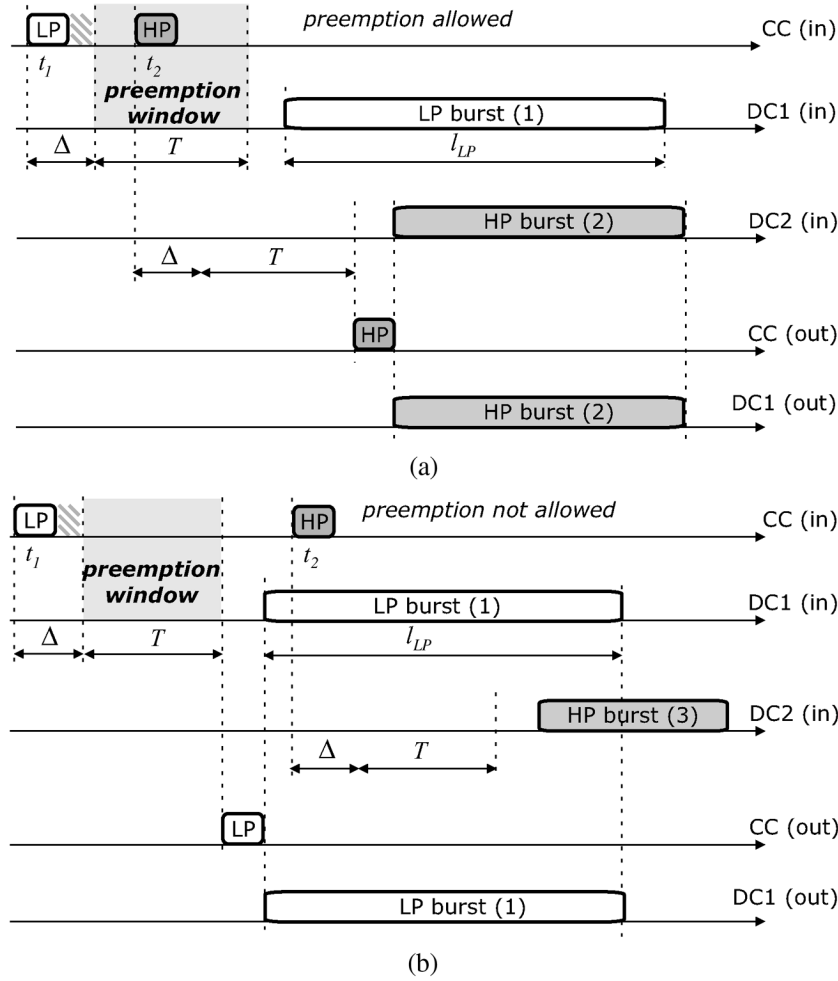 LP HP preemption allowed CC (in)
t1 t2
preemption
window
LP burst (1) DC1 (in)
Δ T lLP
HP burst (2) DC2 (in)
Δ T
HP CC (out)
HP burst (2) DC1 (out)
(a)
LP HP preemption not allowed CC (in)
t1 t2
preemption
window
LP burst (1) DC1 (in)
Δ T lLP
HP burst (3) DC2 (in)
Δ T
LP CC (out)
LP burst (1) DC1 (out)
(b)